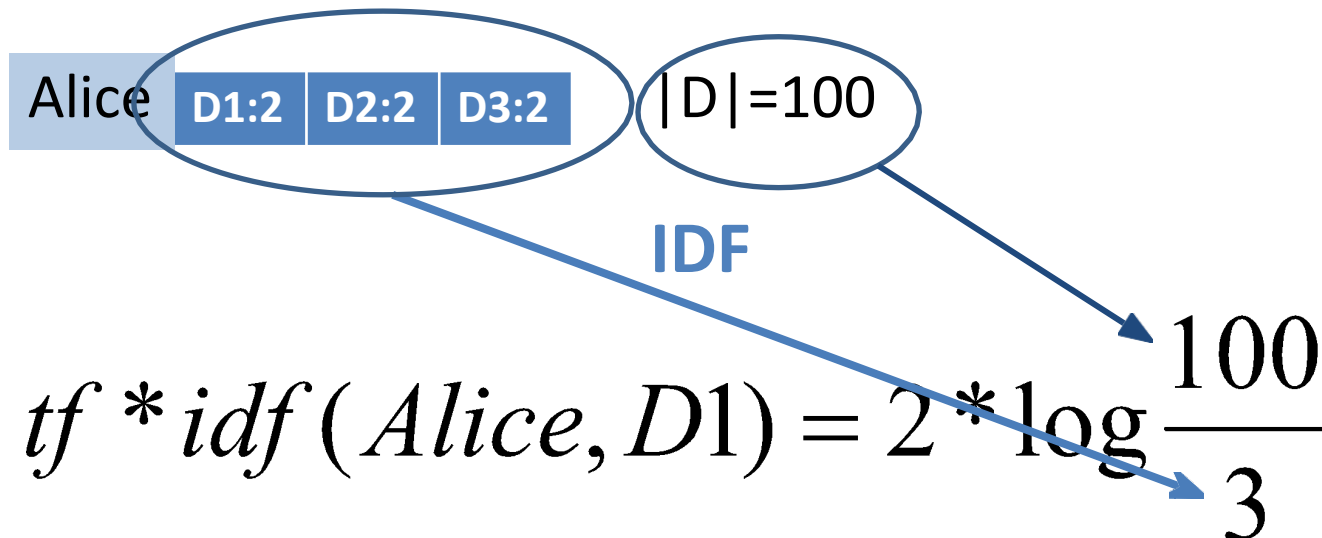 Alice D1:2 D2:2 D3:2 |D|=100
IDF
tf * idf ( Alice, D1) = 2 * log 100
3